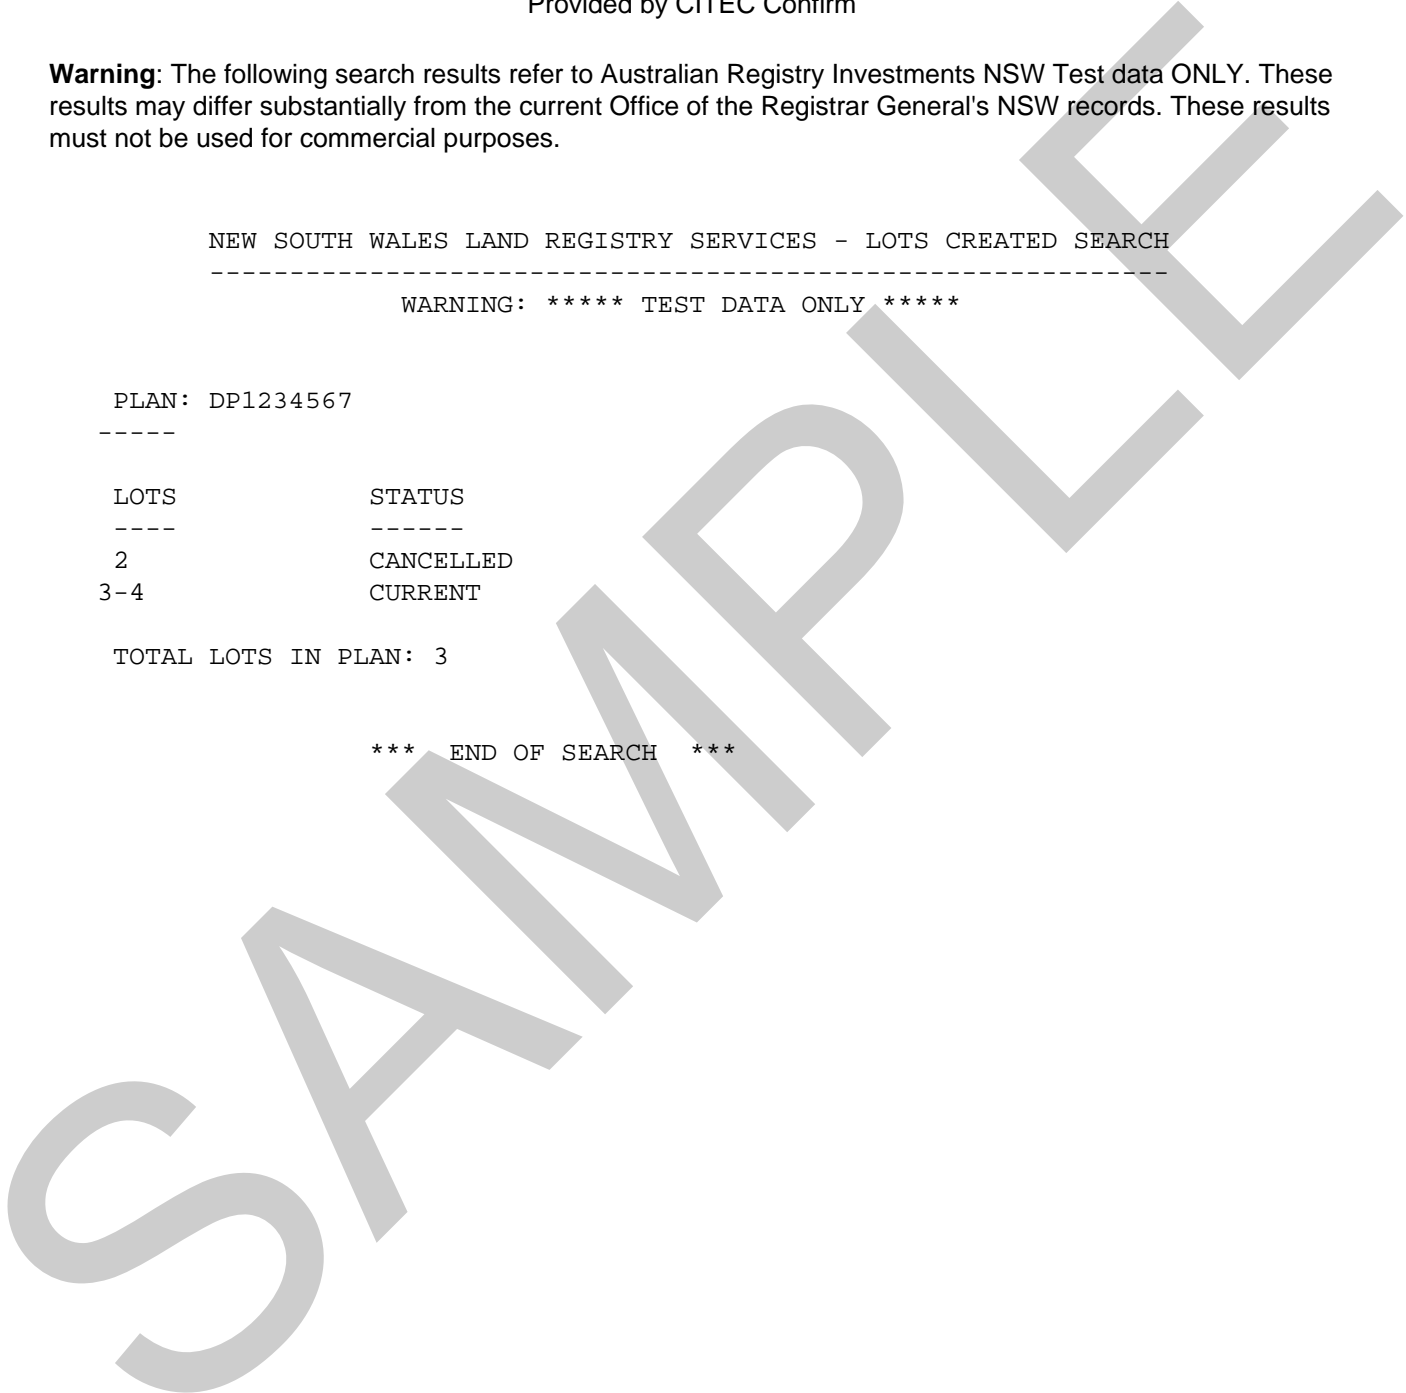 Provided by CITEC Confirm
Warning: The following search results refer to Australian Registry Investments NSW Test data ONLY. These
results may differ substantially from the current Office of the Registrar General's NSW records. These results
must not be used for commercial purposes.
NEW SOUTH WALES LAND REGISTRY SERVICES - LOTS CREATED SEARCH
------------------------------------------------------------
WARNING: ***** TEST DATA ONLY *****
PLAN: DP1234567
-----
LOTS STATUS
---- ------
2 CANCELLED
3-4 CURRENT
TOTAL LOTS IN PLAN: 3
*** END OF SEARCH ***
SAMPLE